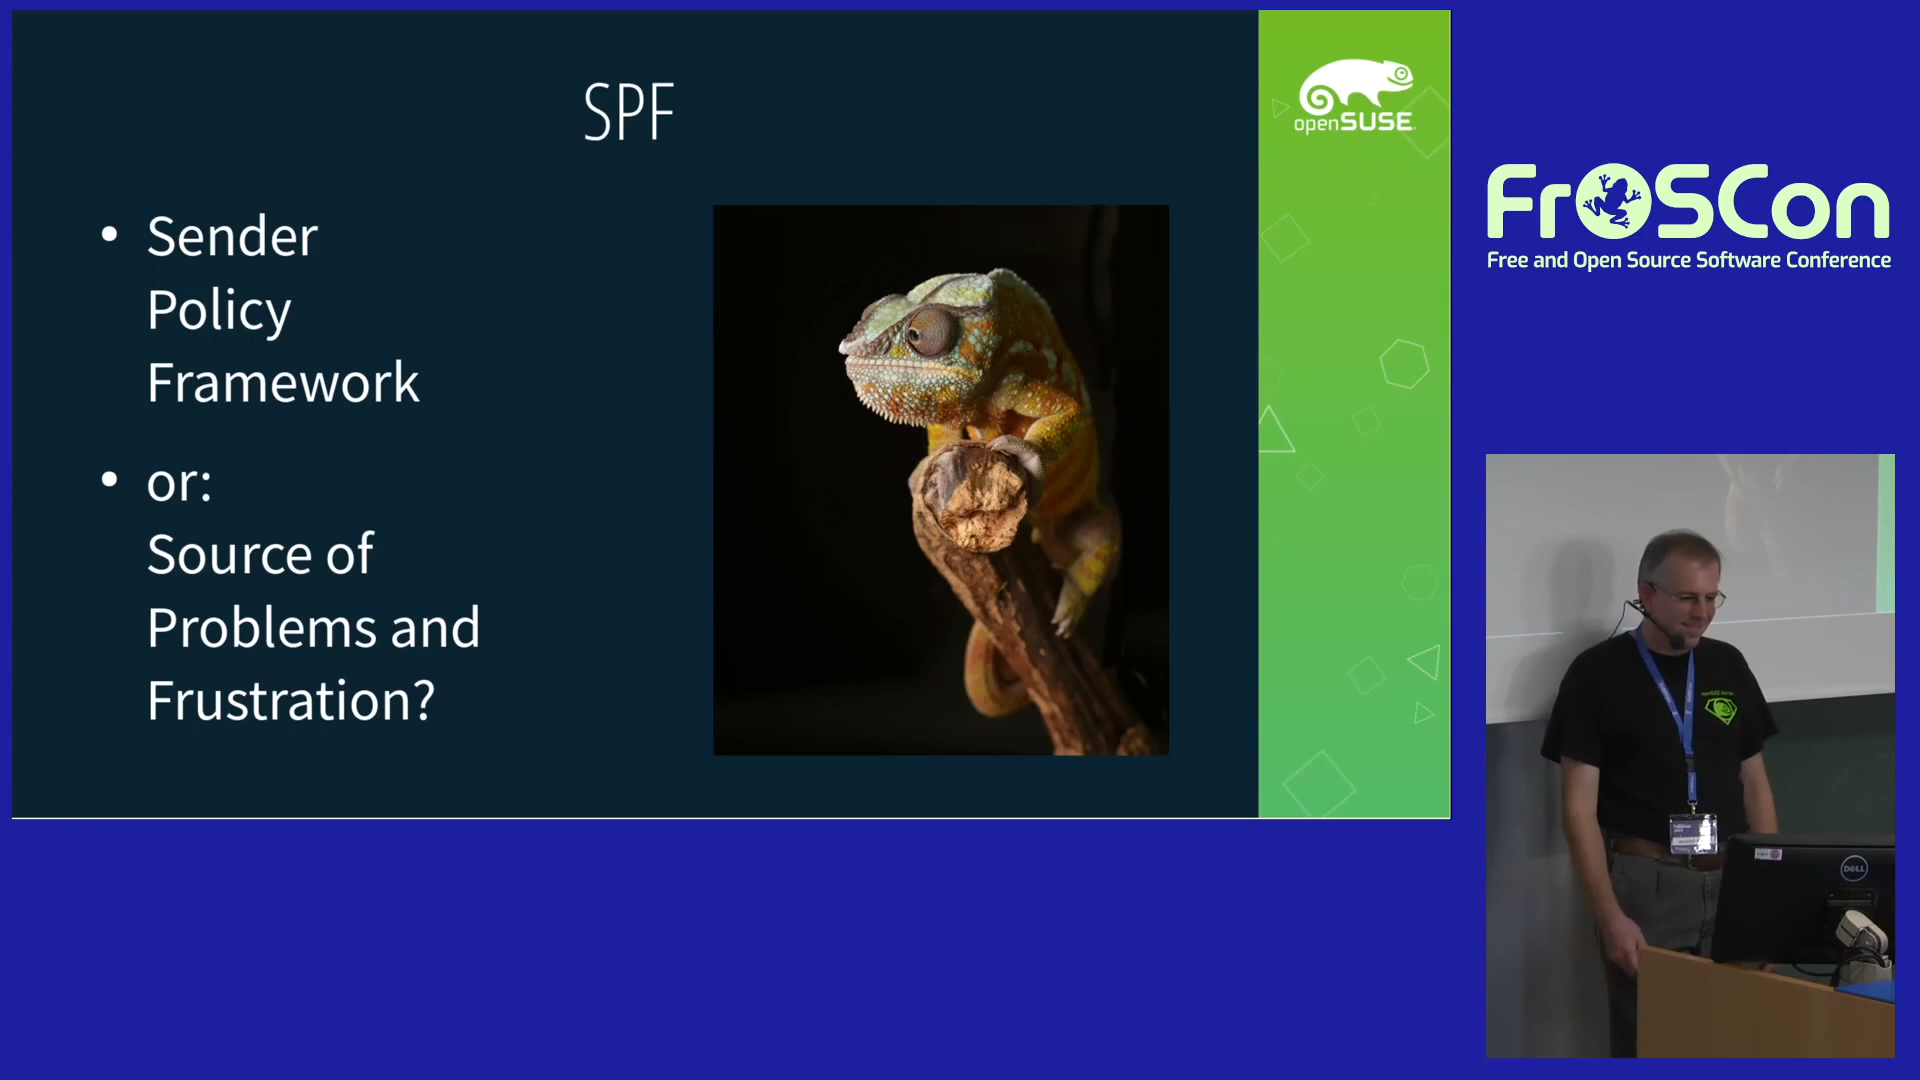 SPF
• Sender
Policy
Framework
• or:
Source of
Problems and
Frustration?
openSUSE
FrOSCon
Free and Open Source Software Conference
DELL